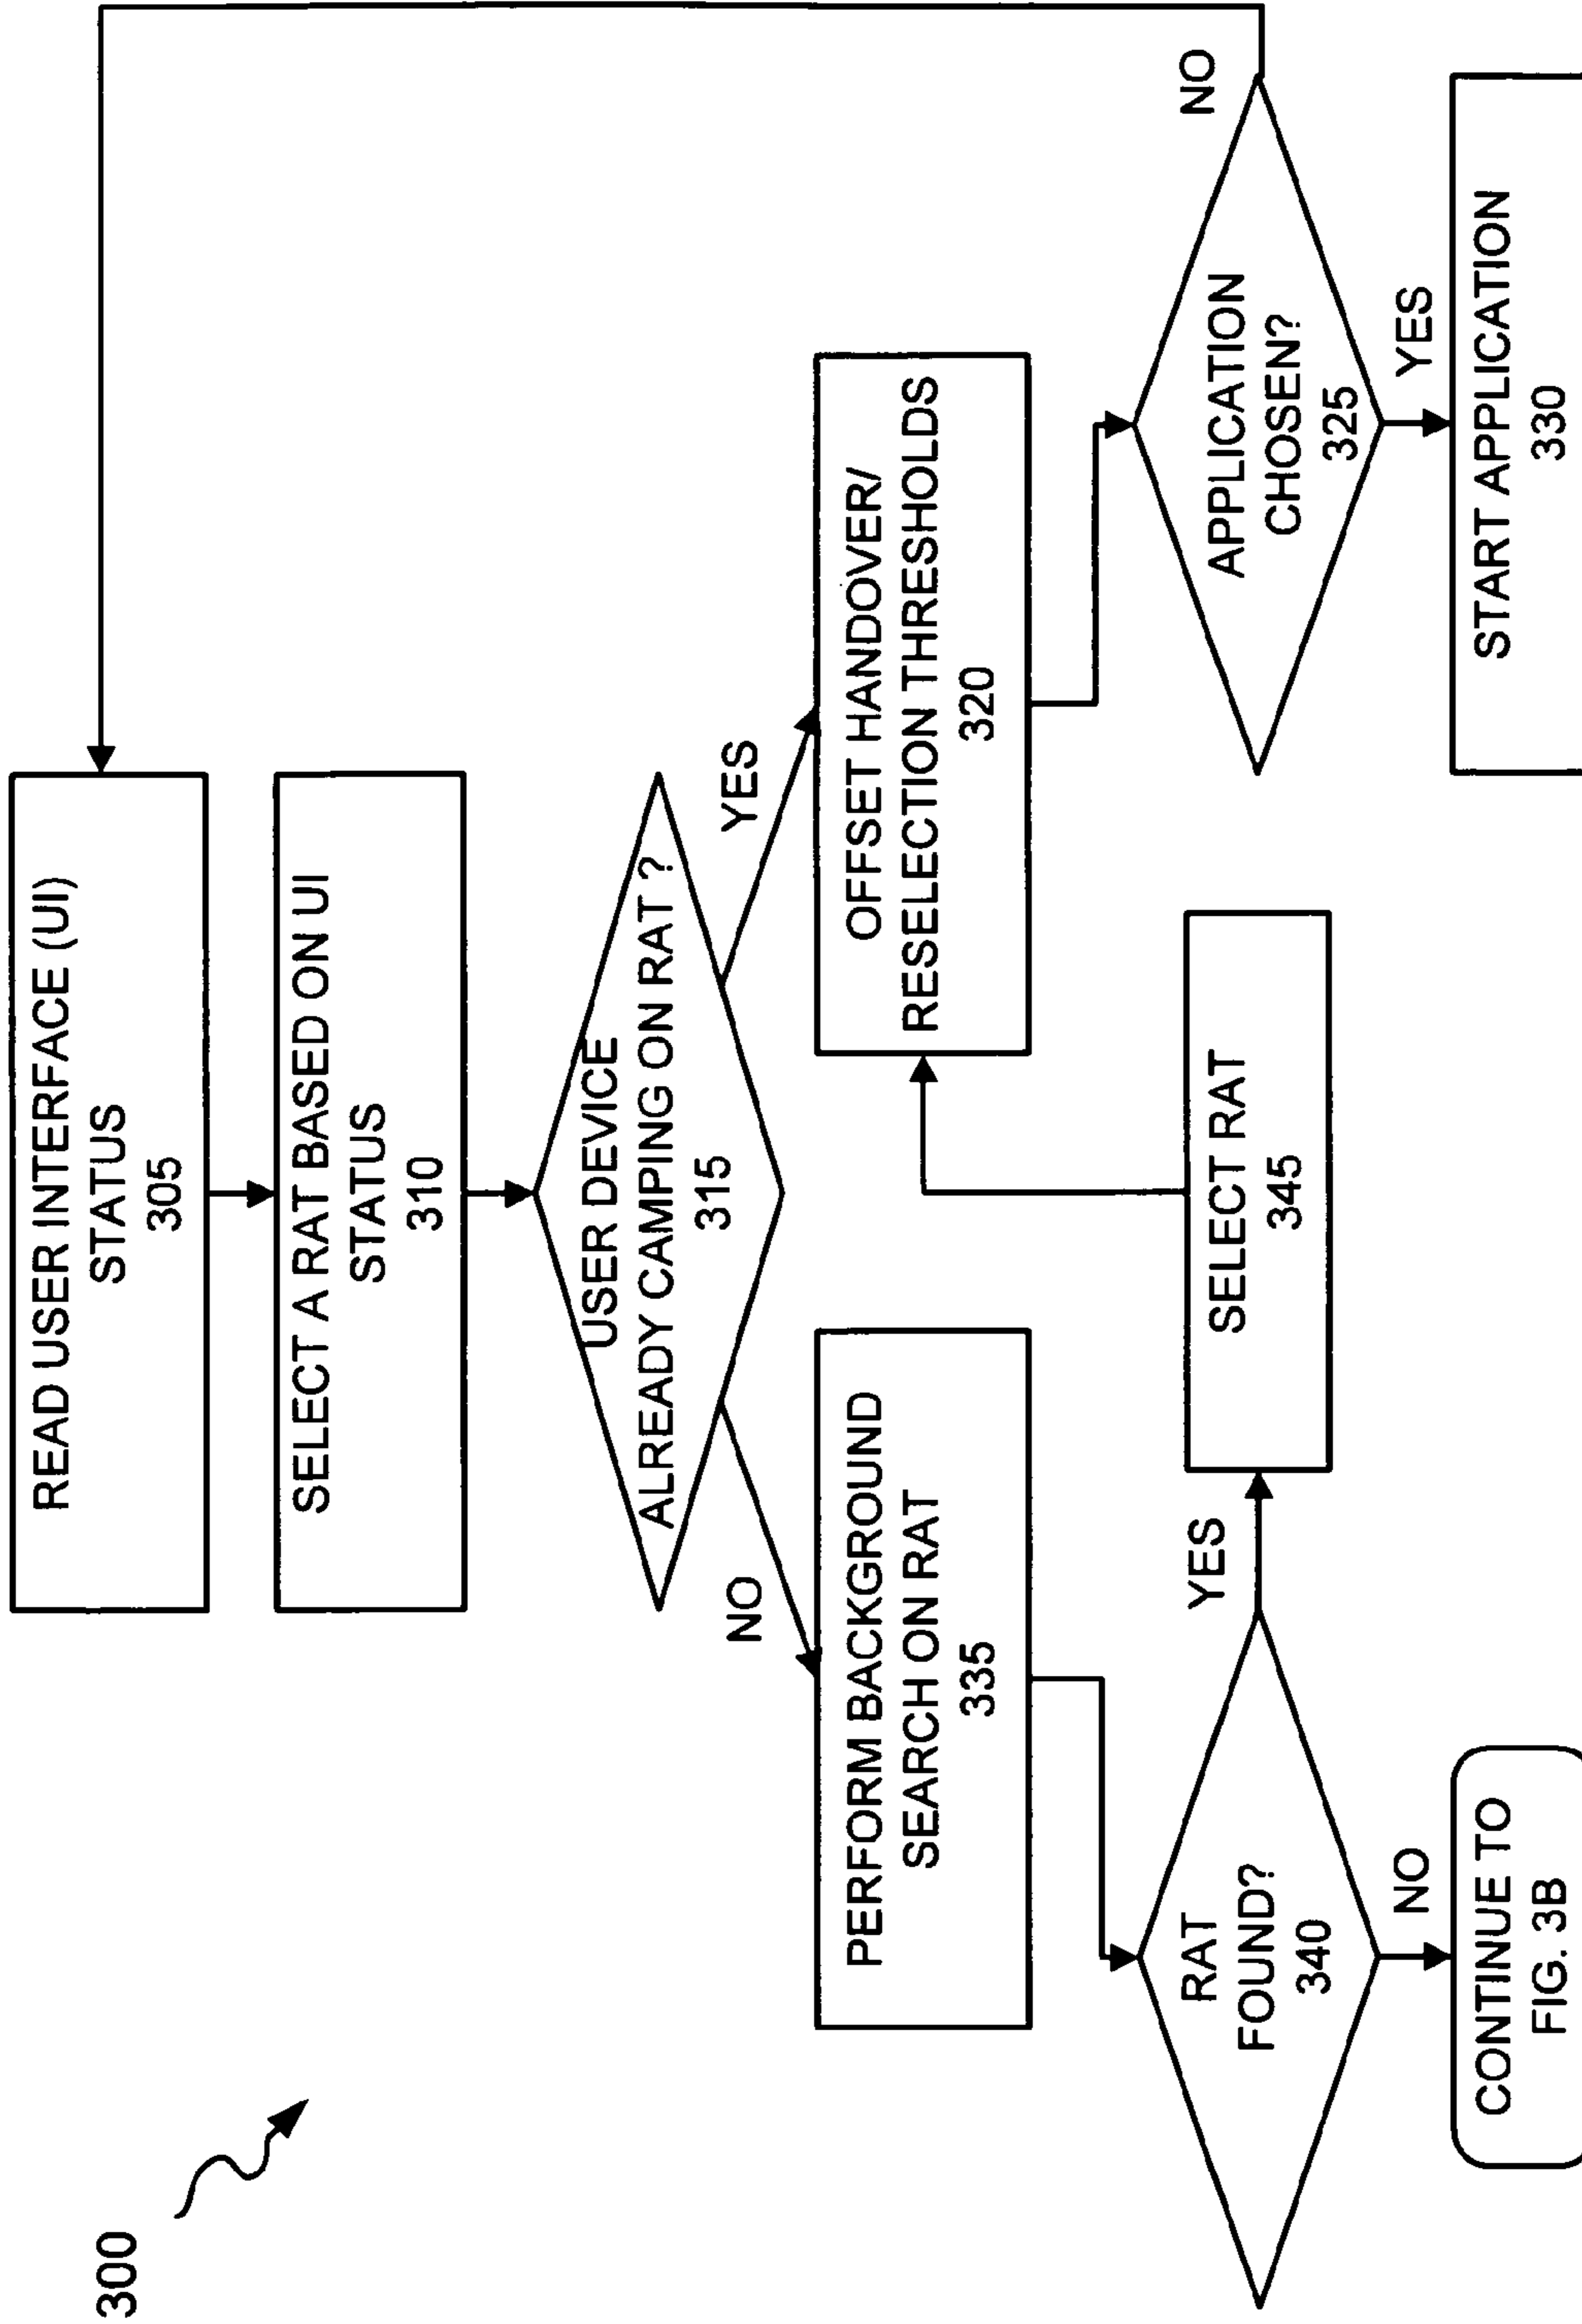 300
READ USER INTERFACE (UI)
STATUS
305
SELECT A RAT BASED ON UI
STATUS
310
USER DEVICE
ALREADY CAMPING ON RAT ?
315
NO
YES
PERFORM BACKGROUND
SEARCH ON RAT
335
OFFSET HANDOVER/
RESELECTION THRESHOLDS
320
RAT
FOUND?
340
YES
SELECT RAT
345
APPLICATION
CHOSEN?
325
NO
NO
YES
CONTINUE TO
FIG. 3B
START APPLICATION
330